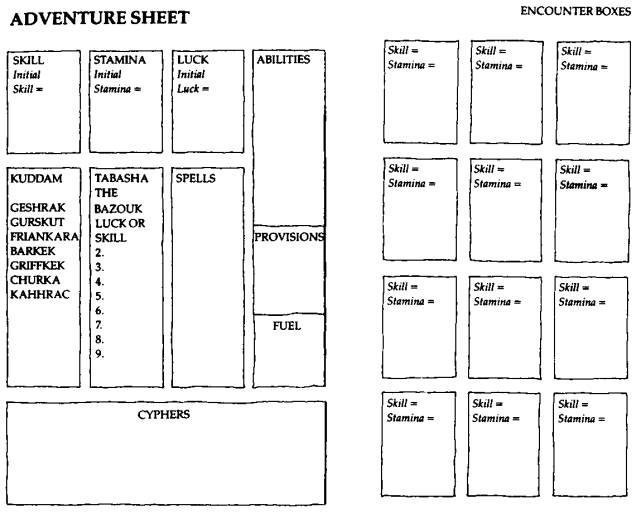 ADVENTURE SHEET
SKILL
Initial
Skill =
STAMINA
Initial
Stamina =
LUCK
Initial
Luck =
ABILITIES
KUDDAM
GESHRAK
GURSKUT
FRIANKARA
BARKEK
GRIFFKEK
CHURKA
KAHHRAC
TABASHA
THE
BAZOUK
LUCK OR
SKILL
2.
3.
4.
5.
6.
7.
8.
9.
SPELLS
PROVISIONS
FUEL
CYPHERS
ENCOUNTER BOXES
Skill =
Stamina =
Skill =
Stamina =
Skill =
Stamina =
Skill =
Stamina =
Skill =
Stamina =
Skill =
Stamina =
Skill =
Stamina =
Skill =
Stamina =
Skill =
Stamina =
Skill =
Stamina =
Skill =
Stamina =
Skill =
Stamina =